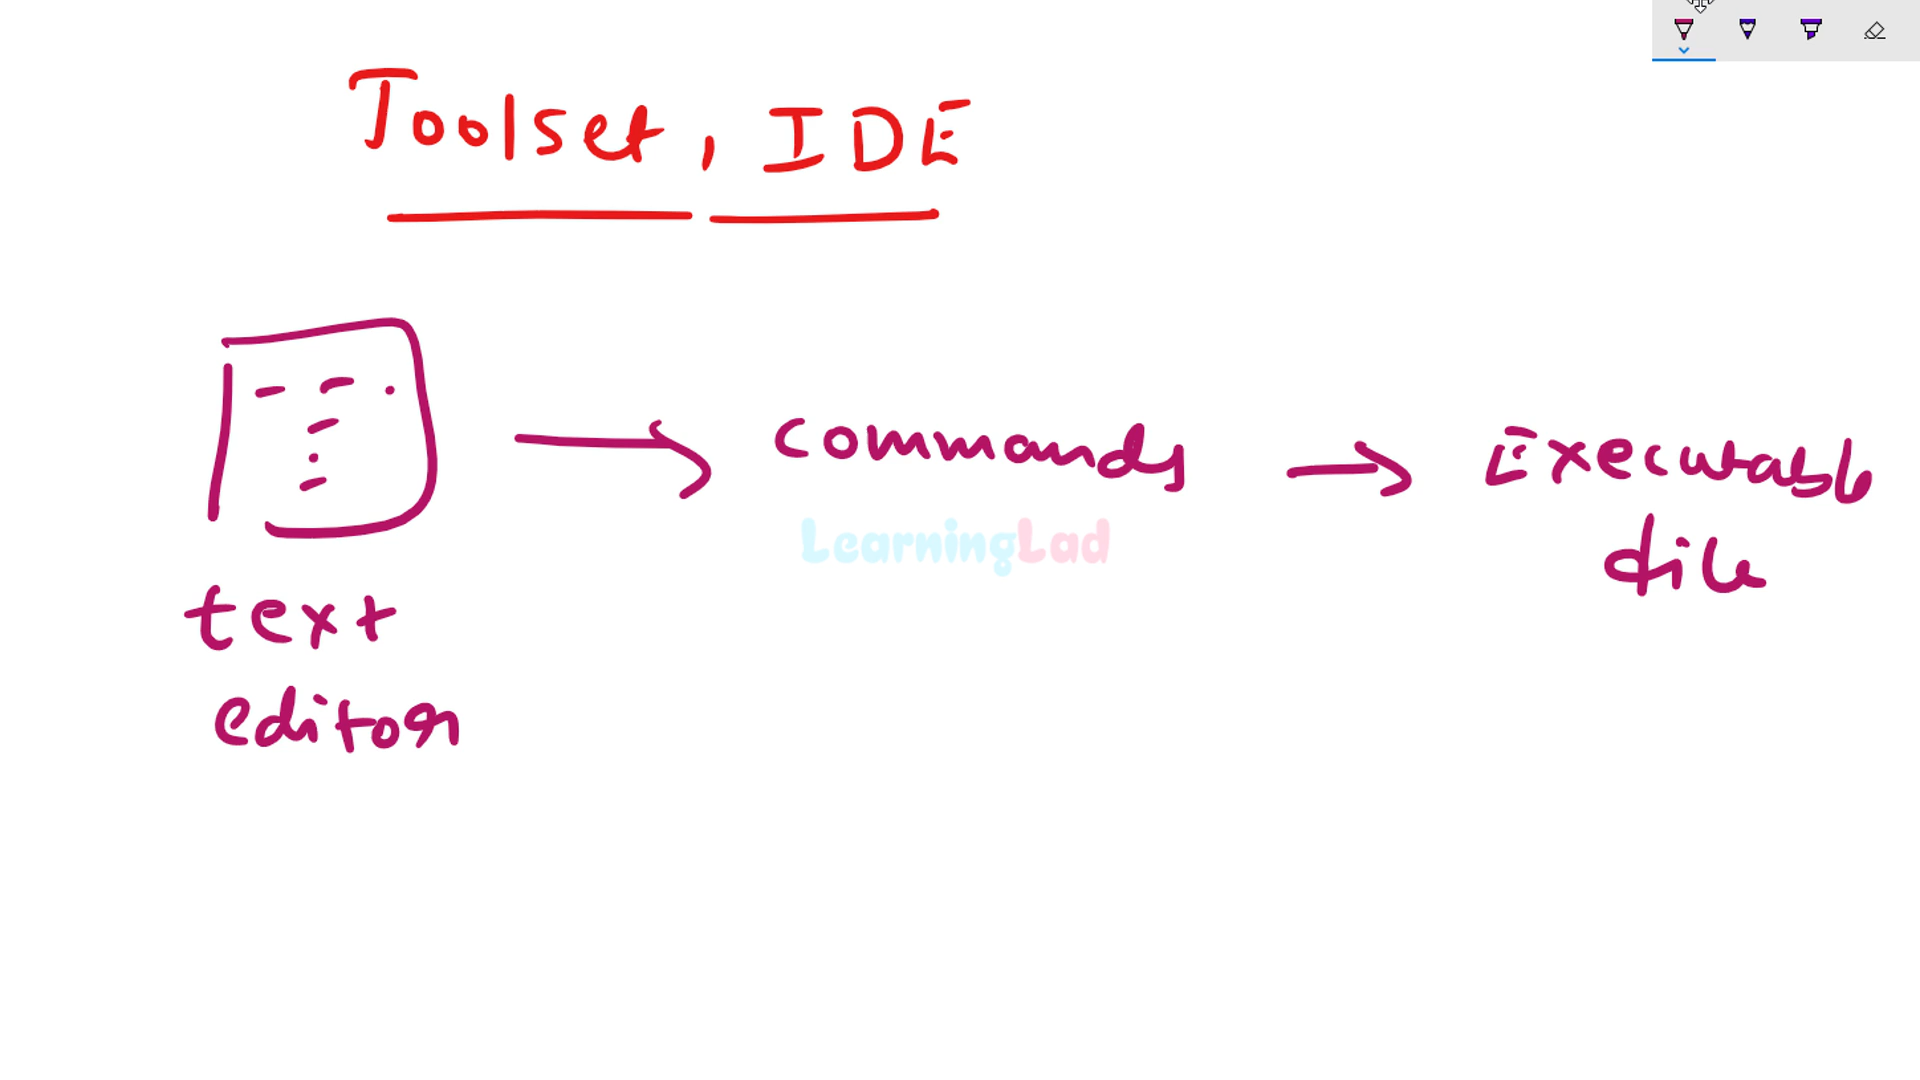 Toolset, IDE
commands → Executable
file
LearningLad
text
editor